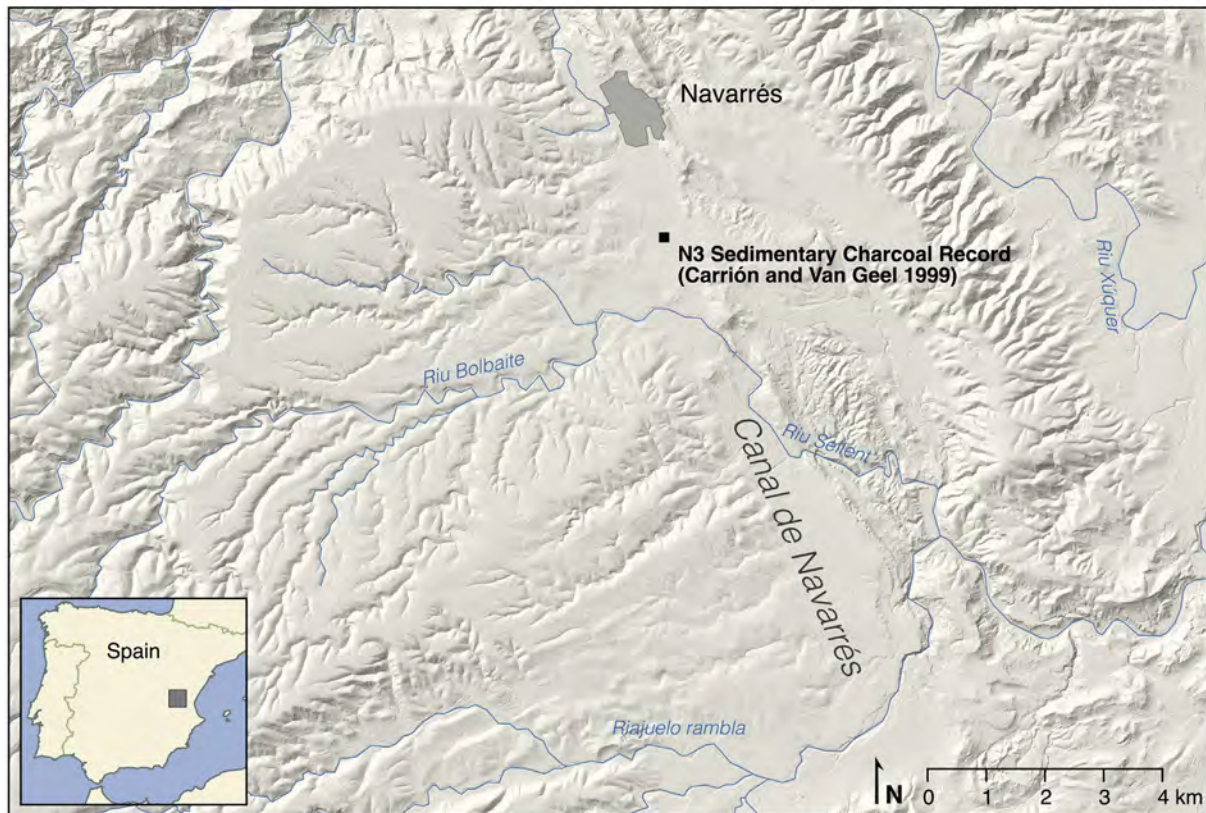 Navarrés
N3 Sedimentary Charcoal Record
(Carrión and Van Geel 1999)
Riu Xúquer
Riu Bolbaite
Riu Sellent
Canal de Navarrés
Spain
Riajuelo rambla
N
0 1 2 3 4 km